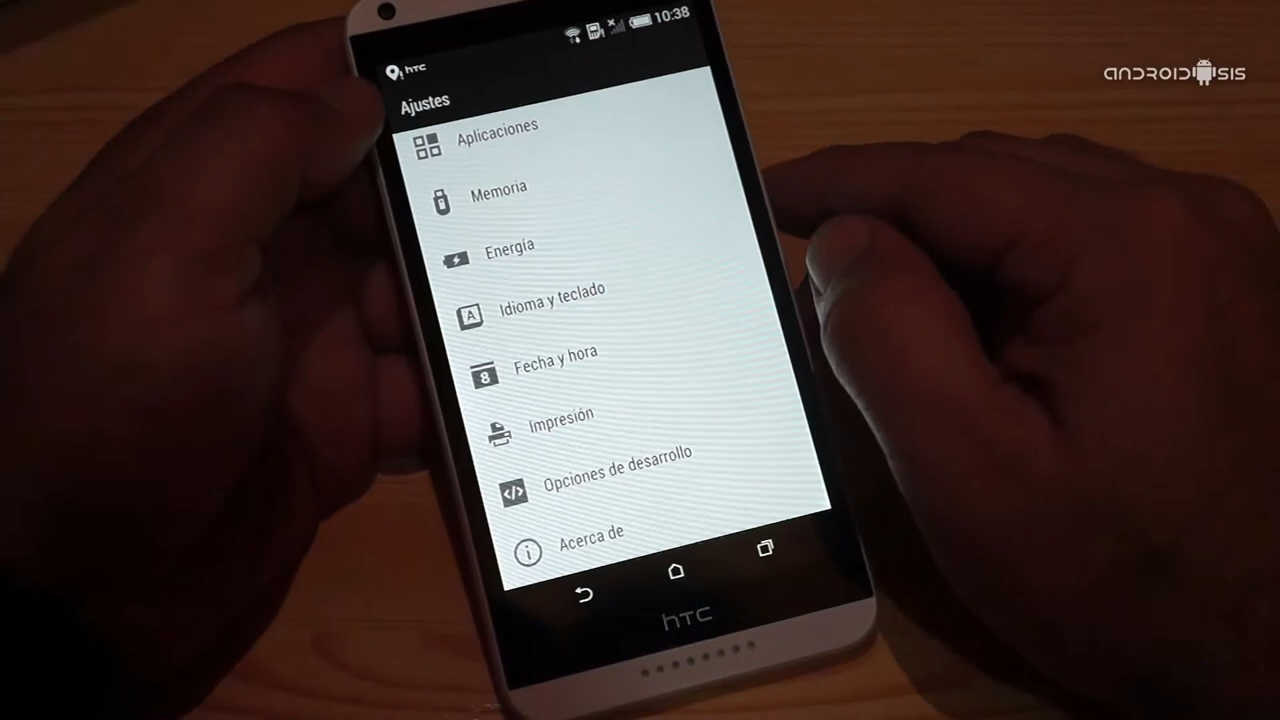 10:38
hTC
ANDROIDSIS
Ajustes
Aplicaciones
Memoria
Energía
Idioma y teclado
8
Fecha y hora
Impresión
Opciones de desarrollo
Acerca de
hTC